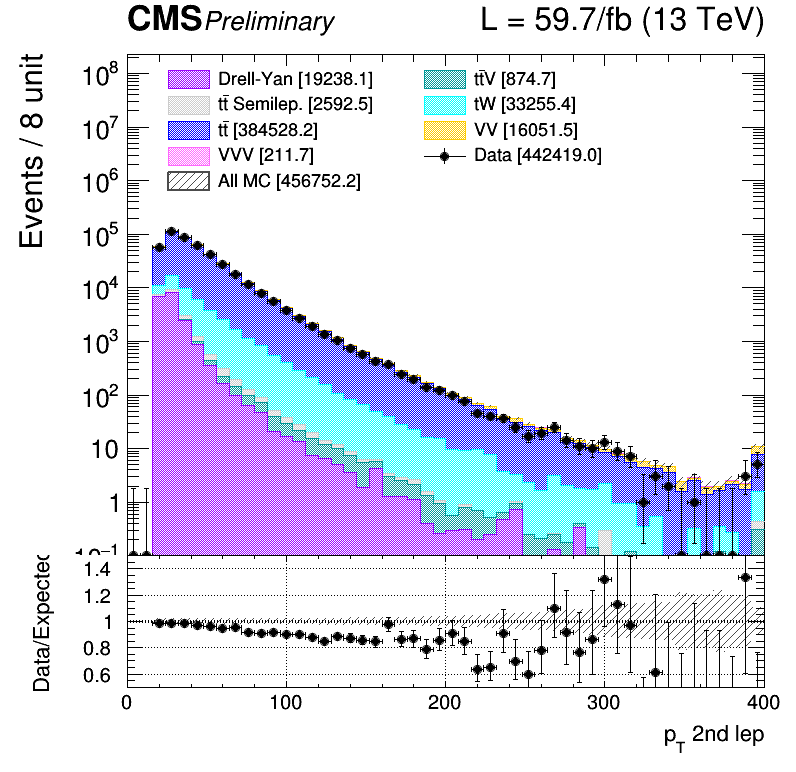 CMS Preliminary L = 59.7/fb (13 TeV)
Events / 8 unit
Drell-Yan [19238.1] tt̄V [874.7]
tt̄ Semilep. [2592.5] tW [33255.4]
tt̄ [384528.2] VV [16051.5]
VVV [211.7] Data [442419.0]
All MC [456752.2]
10⁸
10⁷
10⁶
10⁵
10⁴
10³
10²
10
1
10⁻¹
Data/Expected
1.4
1.2
1
0.8
0.6
0 100 200 300 400
p_T 2nd lep